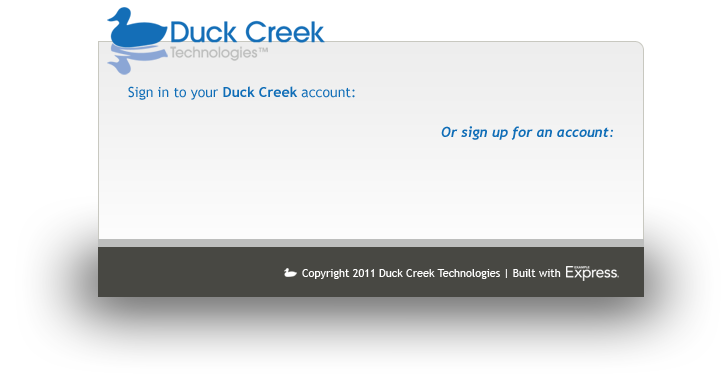 Duck Creek
Technologies™
Sign in to your Duck Creek account:
Or sign up for an account:
Copyright 2011 Duck Creek Technologies | Built with EXAMPLE Express.